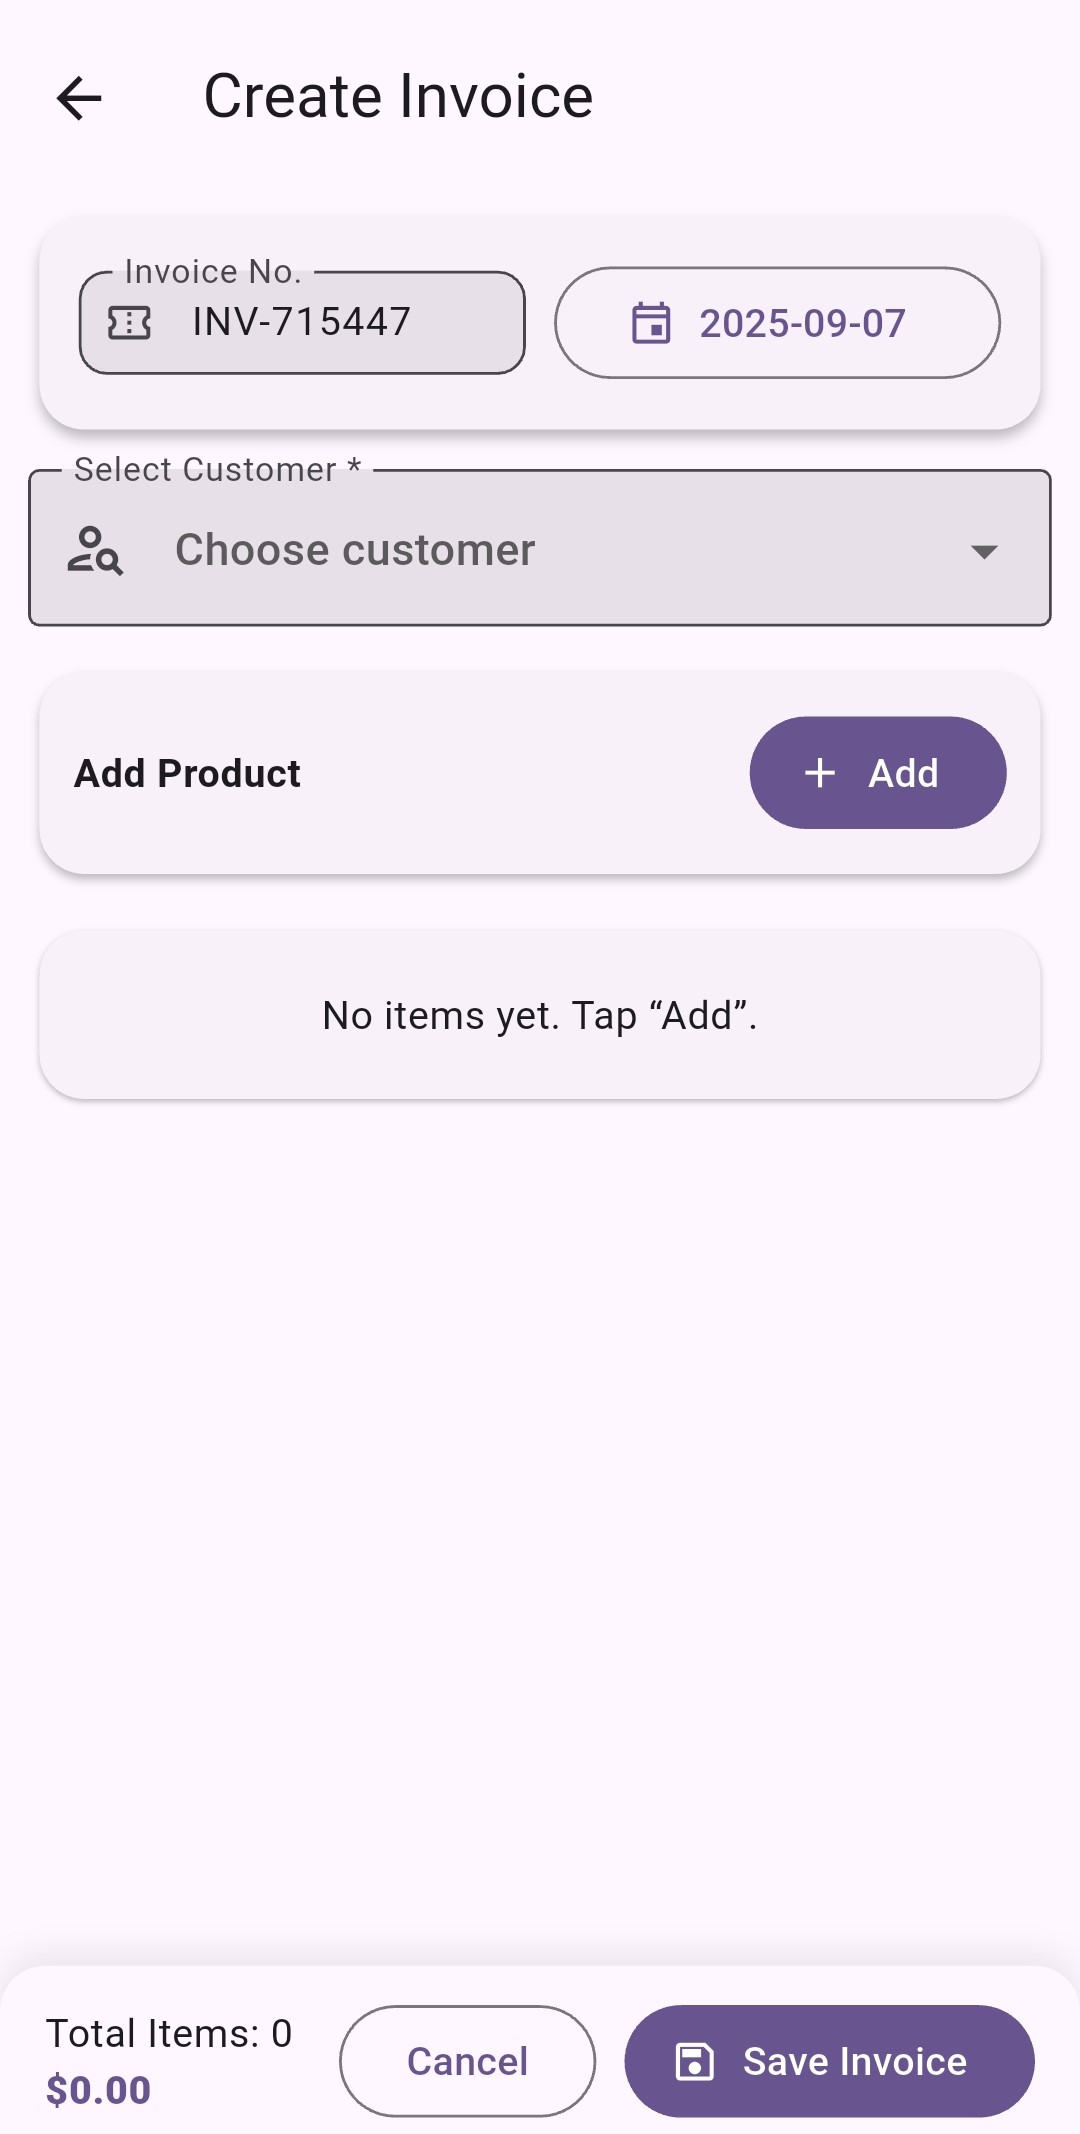 Create Invoice
Invoice No.
INV-715447
2025-09-07
Select Customer *
Choose customer
Add Product
Add
No items yet. Tap “Add”.
Total Items: 0
$0.00
Cancel
Save Invoice